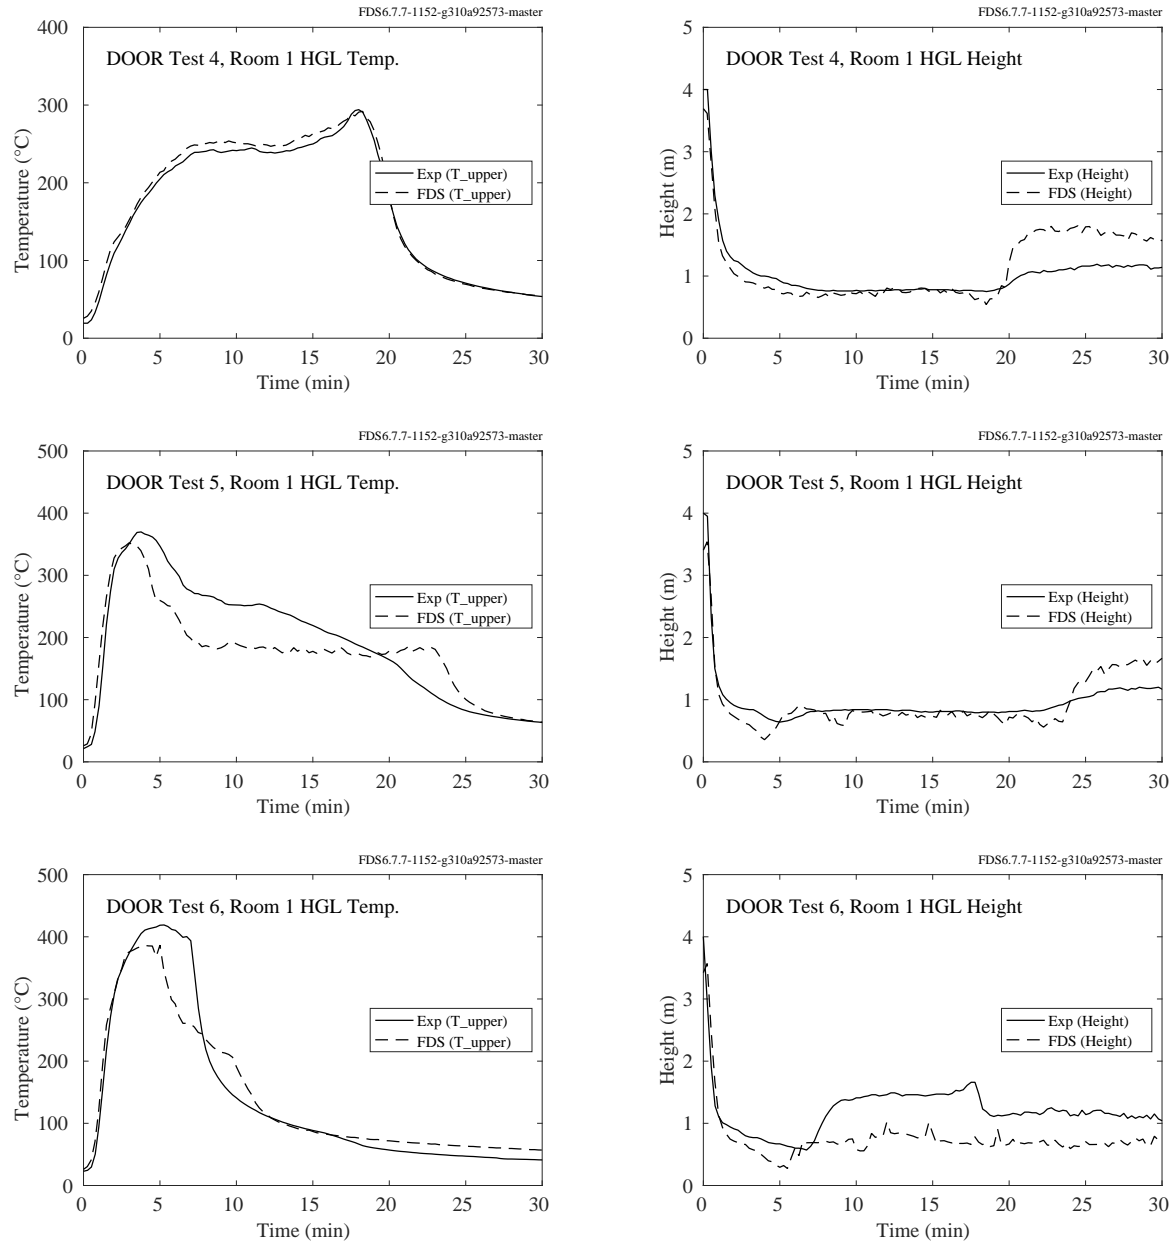 FDS6.7.7-1152-g310a92573-master
DOOR Test 4, Room 1 HGL Temp.
Temperature (°C)
400
300
200
100
0
Exp (T_upper)
FDS (T_upper)
0 5 10 15 20 25 30
Time (min)
FDS6.7.7-1152-g310a92573-master
DOOR Test 4, Room 1 HGL Height
Height (m)
5
4
3
2
1
0
Exp (Height)
FDS (Height)
0 5 10 15 20 25 30
Time (min)
FDS6.7.7-1152-g310a92573-master
DOOR Test 5, Room 1 HGL Temp.
Temperature (°C)
500
400
300
200
100
0
Exp (T_upper)
FDS (T_upper)
0 5 10 15 20 25 30
Time (min)
FDS6.7.7-1152-g310a92573-master
DOOR Test 5, Room 1 HGL Height
Height (m)
5
4
3
2
1
0
Exp (Height)
FDS (Height)
0 5 10 15 20 25 30
Time (min)
FDS6.7.7-1152-g310a92573-master
DOOR Test 6, Room 1 HGL Temp.
Temperature (°C)
500
400
300
200
100
0
Exp (T_upper)
FDS (T_upper)
0 5 10 15 20 25 30
Time (min)
FDS6.7.7-1152-g310a92573-master
DOOR Test 6, Room 1 HGL Height
Height (m)
5
4
3
2
1
0
Exp (Height)
FDS (Height)
0 5 10 15 20 25 30
Time (min)